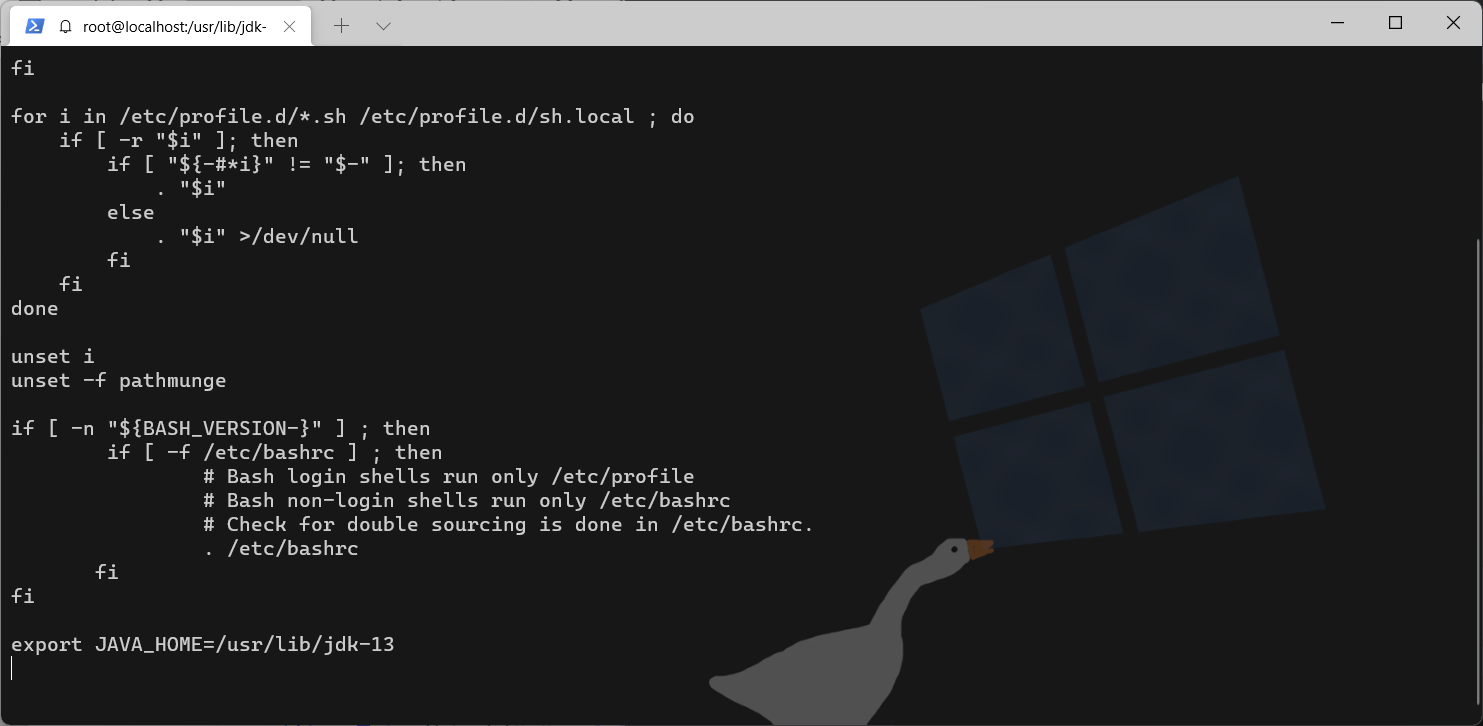 root@localhost:/usr/lib/jdk-
fi
for i in /etc/profile.d/*.sh /etc/profile.d/sh.local ; do
    if [ -r "$i" ]; then
        if [ "${-#*i}" != "$-" ]; then
            . "$i"
        else
            . "$i" >/dev/null
        fi
    fi
done
unset i
unset -f pathmunge
if [ -n "${BASH_VERSION-}" ] ; then
        if [ -f /etc/bashrc ] ; then
                # Bash login shells run only /etc/profile
                # Bash non-login shells run only /etc/bashrc
                # Check for double sourcing is done in /etc/bashrc.
                . /etc/bashrc
       fi
fi
export JAVA_HOME=/usr/lib/jdk-13